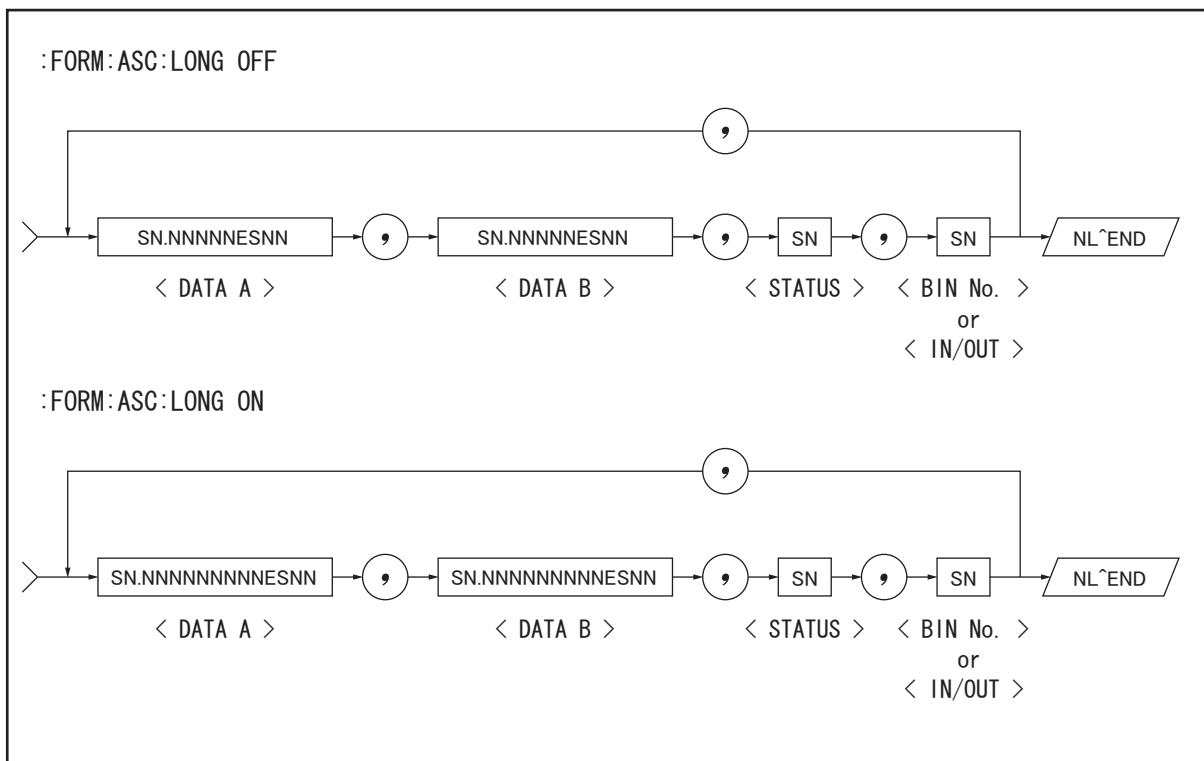 :FORM:ASC:LONG OFF
,
SN.NNNNNESNN , SN.NNNNNESNN , SN , SN NL^END
< DATA A > < DATA B > < STATUS > < BIN No. >
or
< IN/OUT >
:FORM:ASC:LONG ON
,
SN.NNNNNNNNNESNN , SN.NNNNNNNNNESNN , SN , SN NL^END
< DATA A > < DATA B > < STATUS > < BIN No. >
or
< IN/OUT >